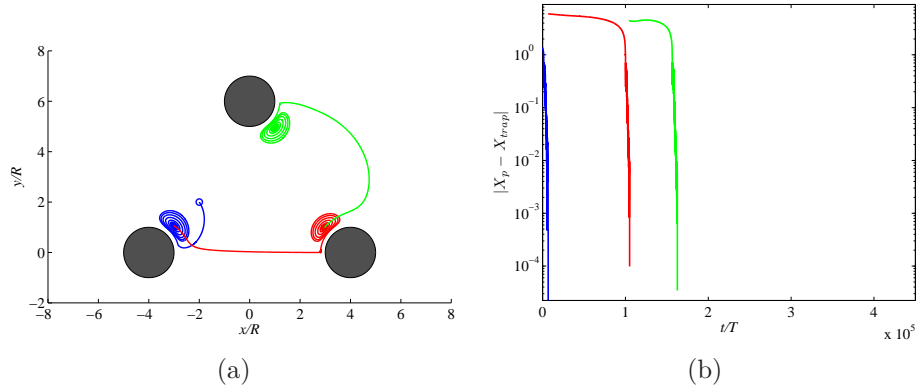 8
6
4
2
0
−2
−8 −6 −4 −2 0 2 4 6 8
y/R
x/R
(a)
10^0
10^{-1}
10^{-2}
10^{-3}
10^{-4}
0 1 2 3 4
|X_p − X_{trap}|
t/T
x 10^5
(b)